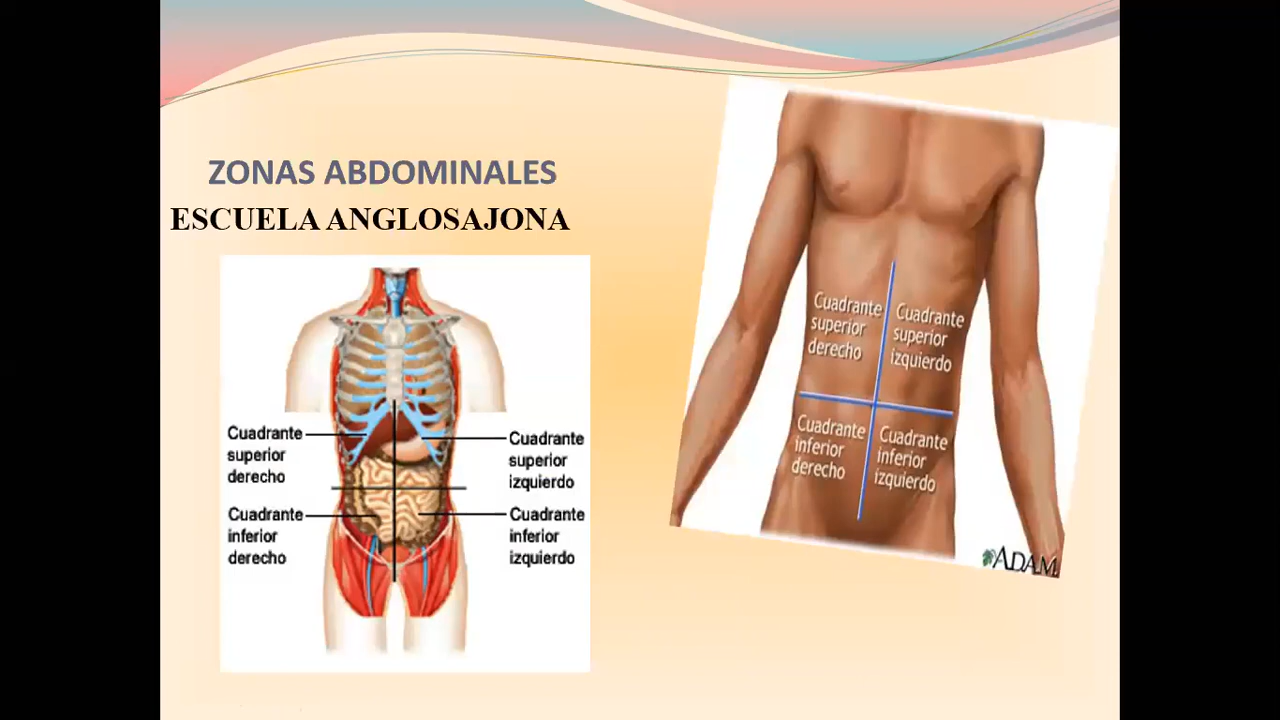 ZONAS ABDOMINALES
ESCUELA ANGLOSAJONA
Cuadrante
superior
derecho
Cuadrante
superior
izquierdo
Cuadrante
inferior
derecho
Cuadrante
inferior
izquierdo
Cuadrante
superior
derecho
Cuadrante
superior
izquierdo
Cuadrante
inferior
derecho
Cuadrante
inferior
izquierdo
ADAM.